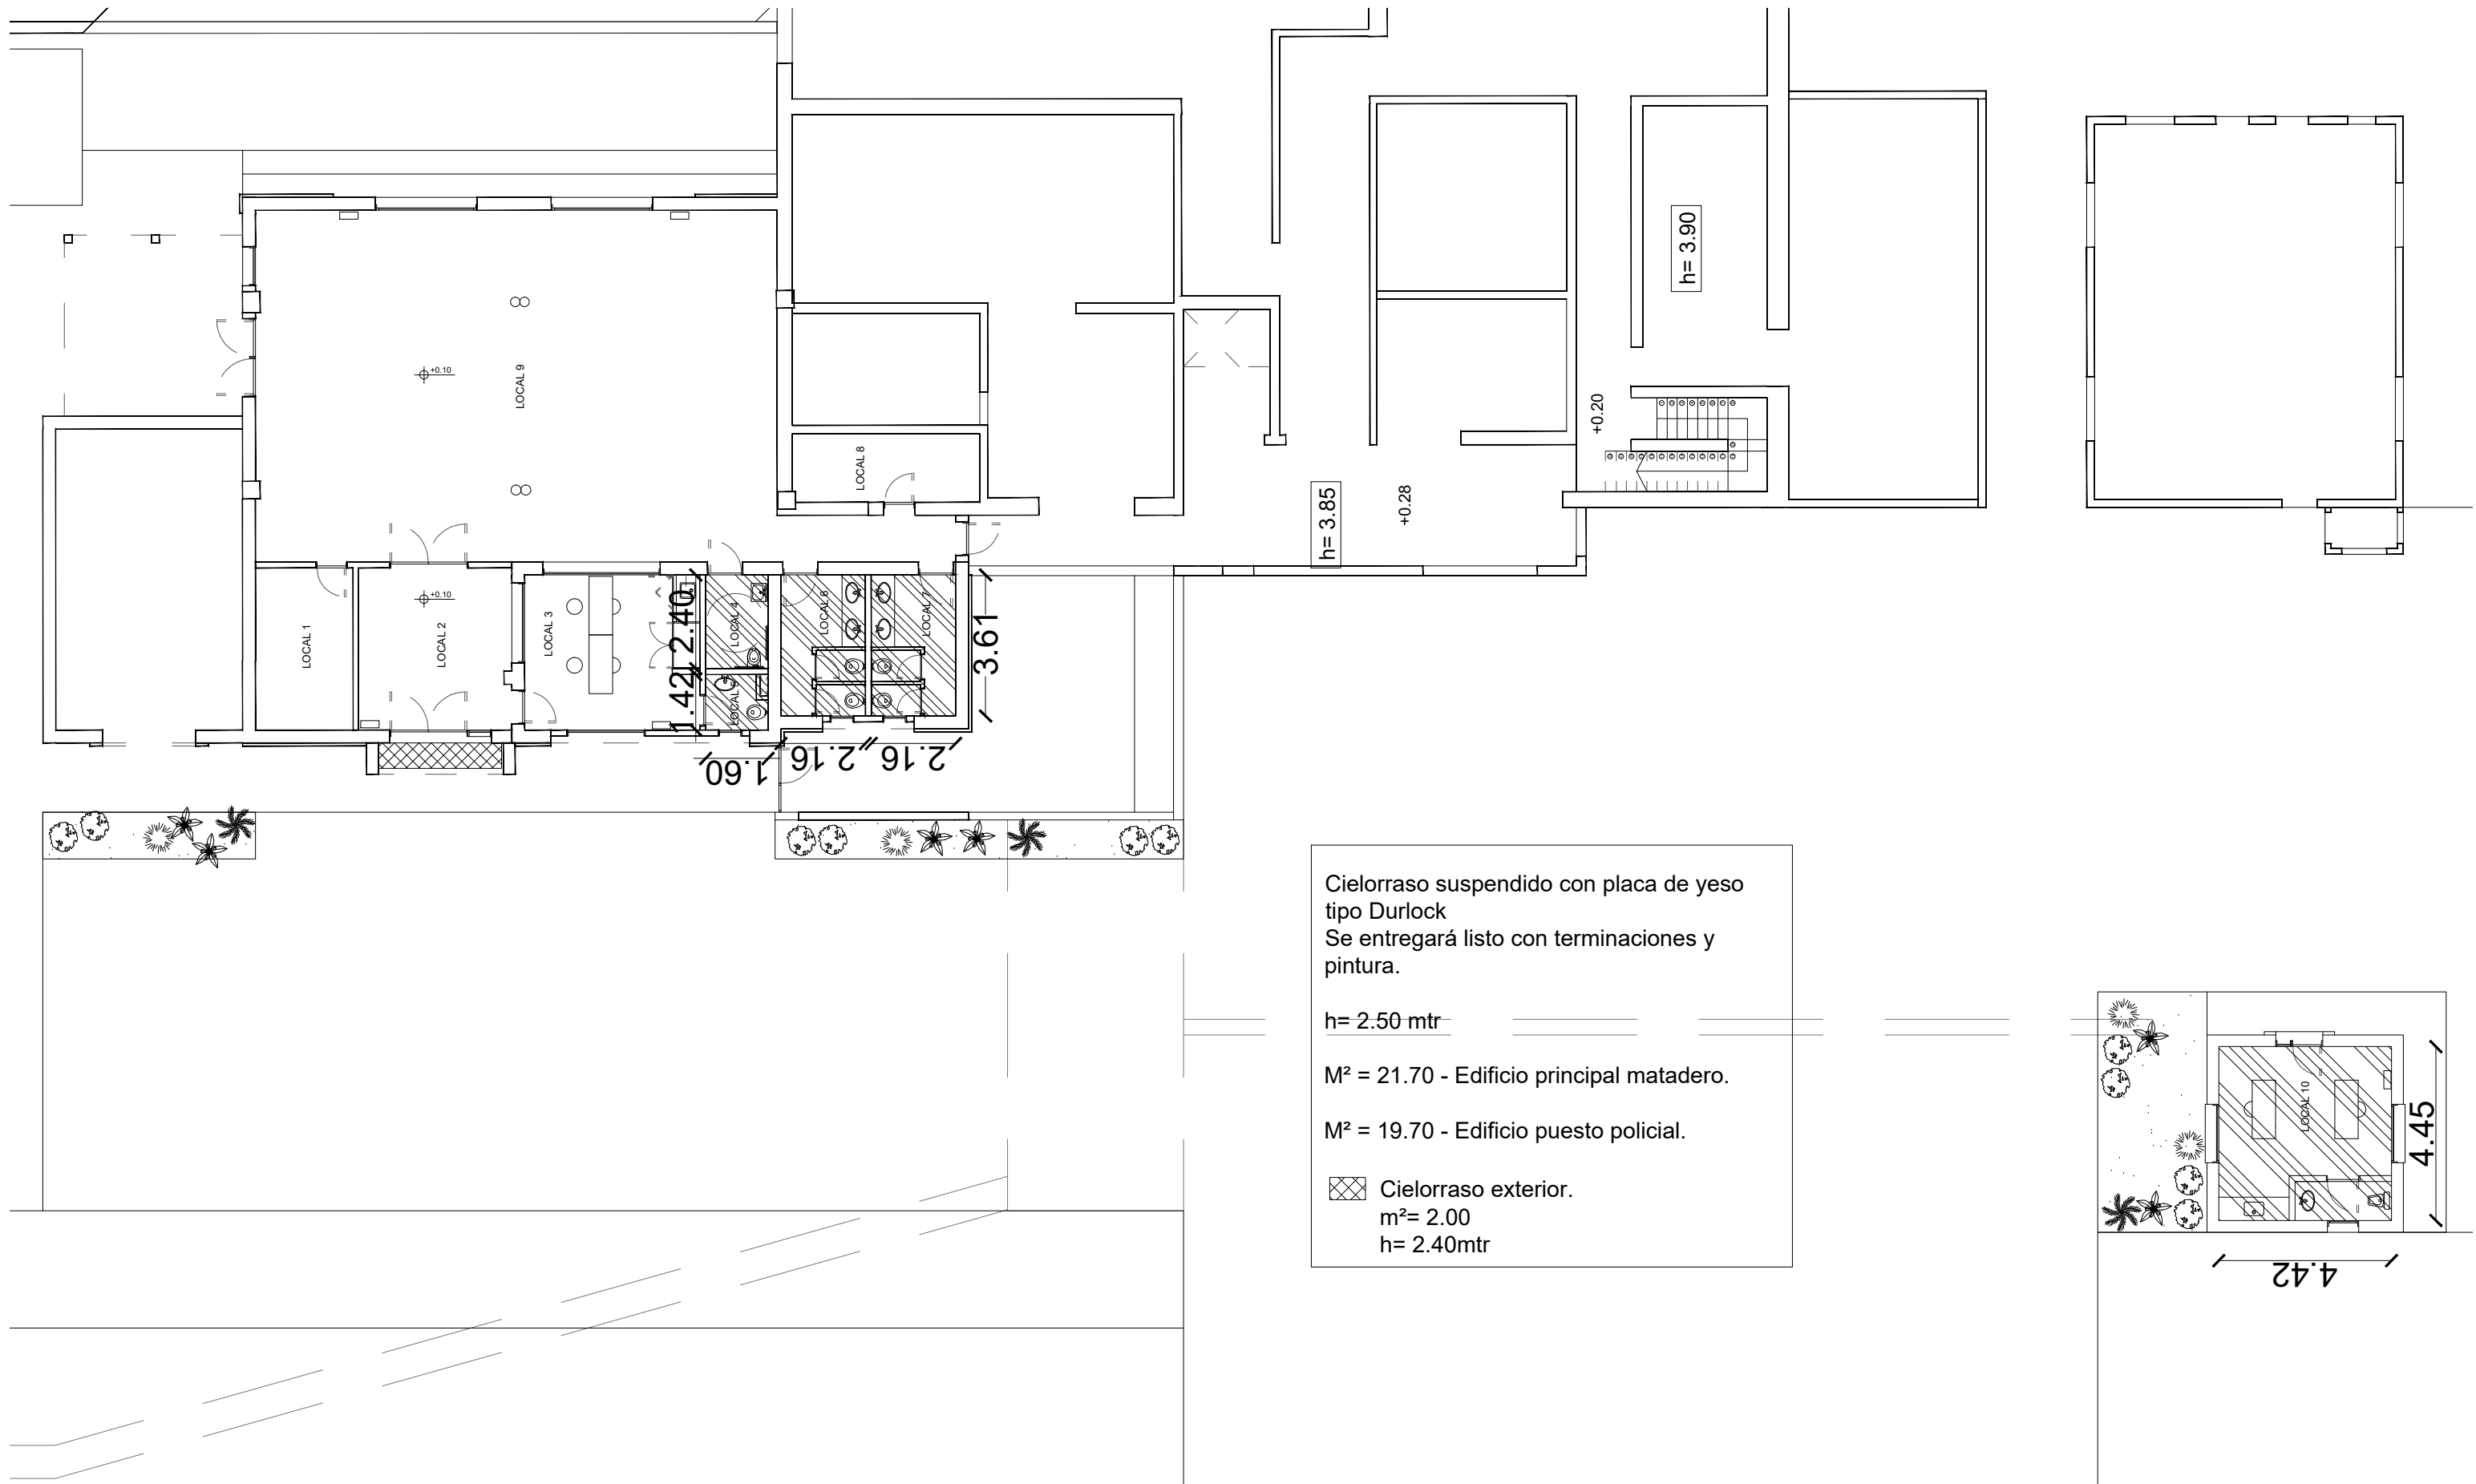 h= 3.90
+0.10
LOCAL 9
+0.20
LOCAL 8
h= 3.85
+0.28
+0.10
LOCAL 1
LOCAL 2
LOCAL 3
2.40
1.42
LOCAL 4
LOCAL 5
LOCAL 6
LOCAL 7
3.61
1.60
2.16
2.16
Cielorraso suspendido con placa de yeso
tipo Durlock
Se entregará listo con terminaciones y
pintura.
h= 2.50 mtr
M² = 21.70 - Edificio principal matadero.
M² = 19.70 - Edificio puesto policial.
Cielorraso exterior.
m²= 2.00
h= 2.40mtr
LOCAL 10
4.45
4.42